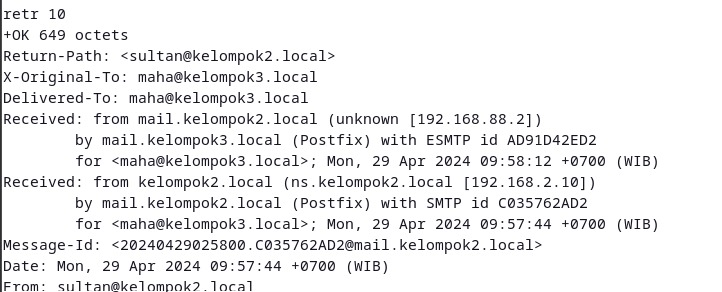 retr 10
+OK 649 octets
Return-Path: <sultan@kelompok2.local>
X-Original-To: maha@kelompok3.local
Delivered-To: maha@kelompok3.local
Received: from mail.kelompok2.local (unknown [192.168.88.2])
        by mail.kelompok3.local (Postfix) with ESMTP id AD91D42ED2
        for <maha@kelompok3.local>; Mon, 29 Apr 2024 09:58:12 +0700 (WIB)
Received: from kelompok2.local (ns.kelompok2.local [192.168.2.10])
        by mail.kelompok2.local (Postfix) with SMTP id C035762AD2
        for <maha@kelompok3.local>; Mon, 29 Apr 2024 09:57:44 +0700 (WIB)
Message-Id: <20240429025800.C035762AD2@mail.kelompok2.local>
Date: Mon, 29 Apr 2024 09:57:44 +0700 (WIB)
From: sultan@kelompok2.local